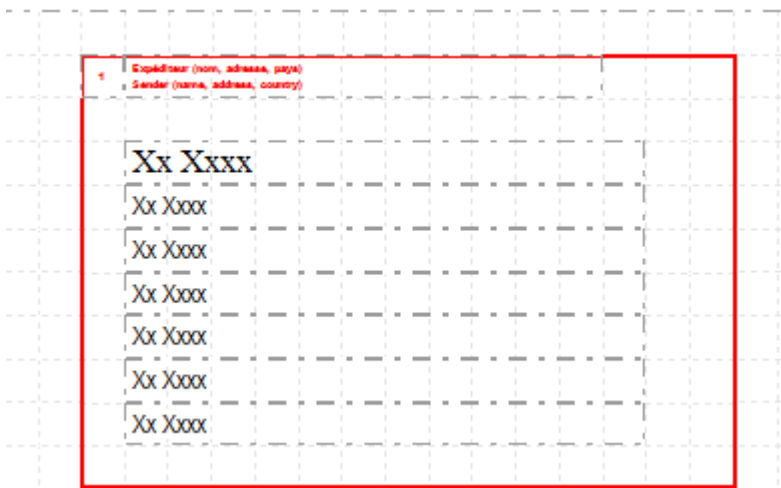 1 Expéditeur (nom, adresse, pays)
Sender (name, address, country)
Xx Xxxx
Xx Xxxx
Xx Xxxx
Xx Xxxx
Xx Xxxx
Xx Xxxx
Xx Xxxx